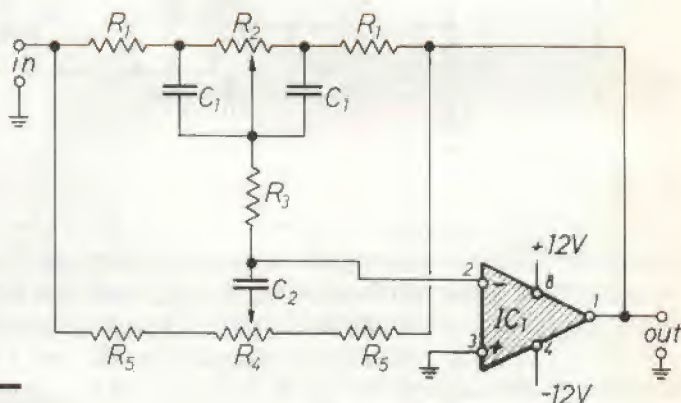 R1 R2 R1
in
C1 C1
R3
+12V
C2
2 - 8
IC1 1
3 + 4
out
R5 R4 R5
-12V